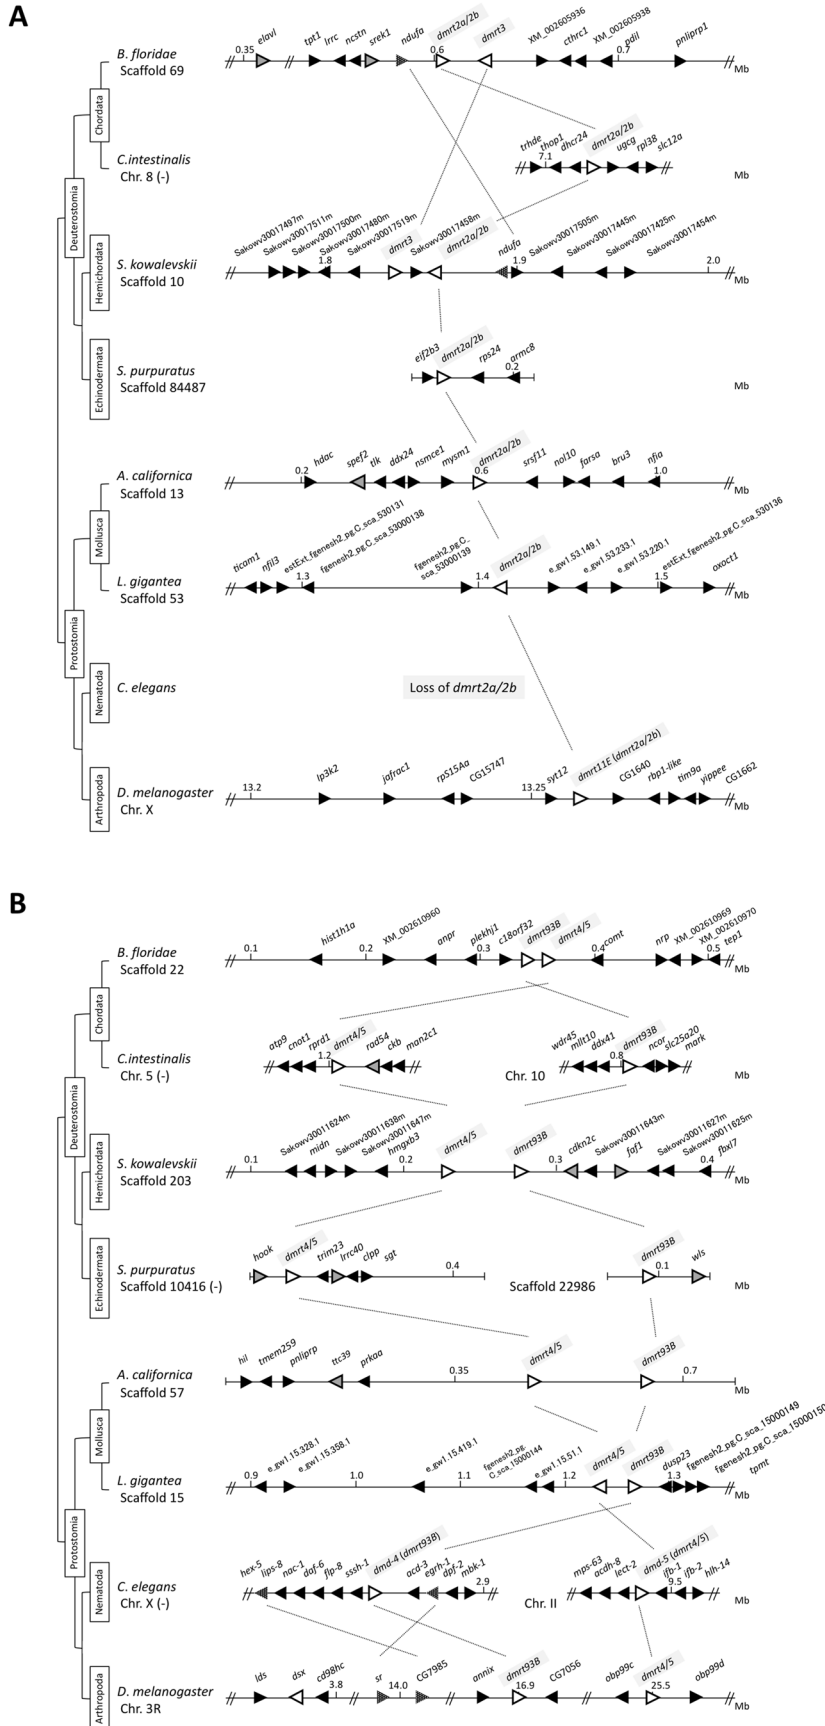 A
elavl tpt1 lrrc ncstn srek1 ndufa dmrt2a/2b dmrt3 XM_002605936 cthrc1 XM_002605938 pdil pnliprp1
B. floridae
Scaffold 69
0.35 0.6 0.7 Mb
Chordata
trhde thop1 dhcr24 dmrt2a/2b ugcg rpl38 slc12a
C.intestinalis
Chr. 8 (-)
7.1 Mb
Deuterostomia
Sakowv30017497m Sakowv30017511m Sakowv30017500m Sakowv30017480m Sakowv30017519m dmrt3 Sakowv30017458m dmrt2a/2b ndufa Sakowv30017505m Sakowv30017445m Sakowv30017425m Sakowv30017454m
S. kowalevskii
Scaffold 10
1.8 1.9 2.0 Mb
Hemichordata
eif2b3 dmrt2a/2b rps24 armc8
S. purpuratus
Scaffold 84487
0.2 Mb
Echinodermata
hdac spef2 tlk ddx24 nsmce1 mysm1 dmrt2a/2b srsf11 nol10 farsa bru3 nfia
A. californica
Scaffold 13
0.2 0.6 1.0 Mb
Mollusca
ticam1 nfil3 estExt_fgenesh2_pg.C_sca_530131 fgenesh2_pg.C_sca_53000138 fgenesh2_pg.C_sca_53000139 dmrt2a/2b e_gw1.53.149.1 e_gw1.53.233.1 e_gw1.53.220.1 estExt_fgenesh2_pg.C_sca_530136 oxoct1
L. gigantea
Scaffold 53
1.3 1.4 1.5 Mb
Protostomia
Nematoda
C. elegans
Loss of dmrt2a/2b
lp3k2 jafrac1 rpS15Aa CG15747 syt12 dmrt11E (dmrt2a/2b) CG1640 rbp1-like tim9a yippee CG1662
D. melanogaster
Chr. X
13.2 13.25 Mb
Arthropoda
B
hist1h1a XM_002610960 anpr plekhj1 c18orf32 dmrt93B dmrt4/5 comt nrp XM_002610969 XM_002610970 tep1
B. floridae
Scaffold 22
0.1 0.2 0.3 0.4 0.5 Mb
Chordata
atp9 cnot1 rprd1 dmrt4/5 rad54 ckb man2c1 wdr45 mllt10 ddx41 dmrt93B ncor slc25a20 mark
C.intestinalis
Chr. 5 (-)
1.2 Chr. 10 0.8 Mb
Deuterostomia
Sakowv30011624m midn Sakowv30011638m Sakowv30011647m hmgxb3 dmrt4/5 dmrt93B cdkn2c Sakowv30011643m faf1 Sakowv30011627m Sakowv30011625m fbxl7
S. kowalevskii
Scaffold 203
0.1 0.2 0.3 0.4 Mb
Hemichordata
hook dmrt4/5 trim23 lrrc40 clpp sgt dmrt93B wls
S. purpuratus
Scaffold 10416 (-)
0.4 Scaffold 22986 0.1 Mb
Echinodermata
hil tmem259 pnliprp ttc39 prkaa dmrt4/5 dmrt93B
A. californica
Scaffold 57
0.35 0.7 Mb
Mollusca
e_gw1.15.328.1 e_gw1.15.358.1 e_gw1.15.419.1 fgenesh2_pg.C_sca_15000144 e_gw1.15.51.1 dmrt4/5 dmrt93B dusp23 fgenesh2_pg.C_sca_15000149 fgenesh2_pg.C_sca_15000150 tpmt
L. gigantea
Scaffold 15
0.9 1.0 1.1 1.2 1.3 Mb
Protostomia
hex-5 lips-8 nac-1 daf-6 flp-8 sssh-1 dmd-4 (dmrt93B) acd-3 egrh-1 dpf-2 mbk-1 mps-63 acdh-8 lect-2 dmd-5 (dmrt4/5) ifb-1 ifb-2 hlh-14
C. elegans
Chr. X (-)
2.9 Chr. II 9.5 Mb
Nematoda
lds dsx cd98hc sr CG7985 annix dmrt93B CG7056 obp99c dmrt4/5 obp99d
D. melanogaster
Chr. 3R
3.8 14.0 16.9 25.5 Mb
Arthropoda